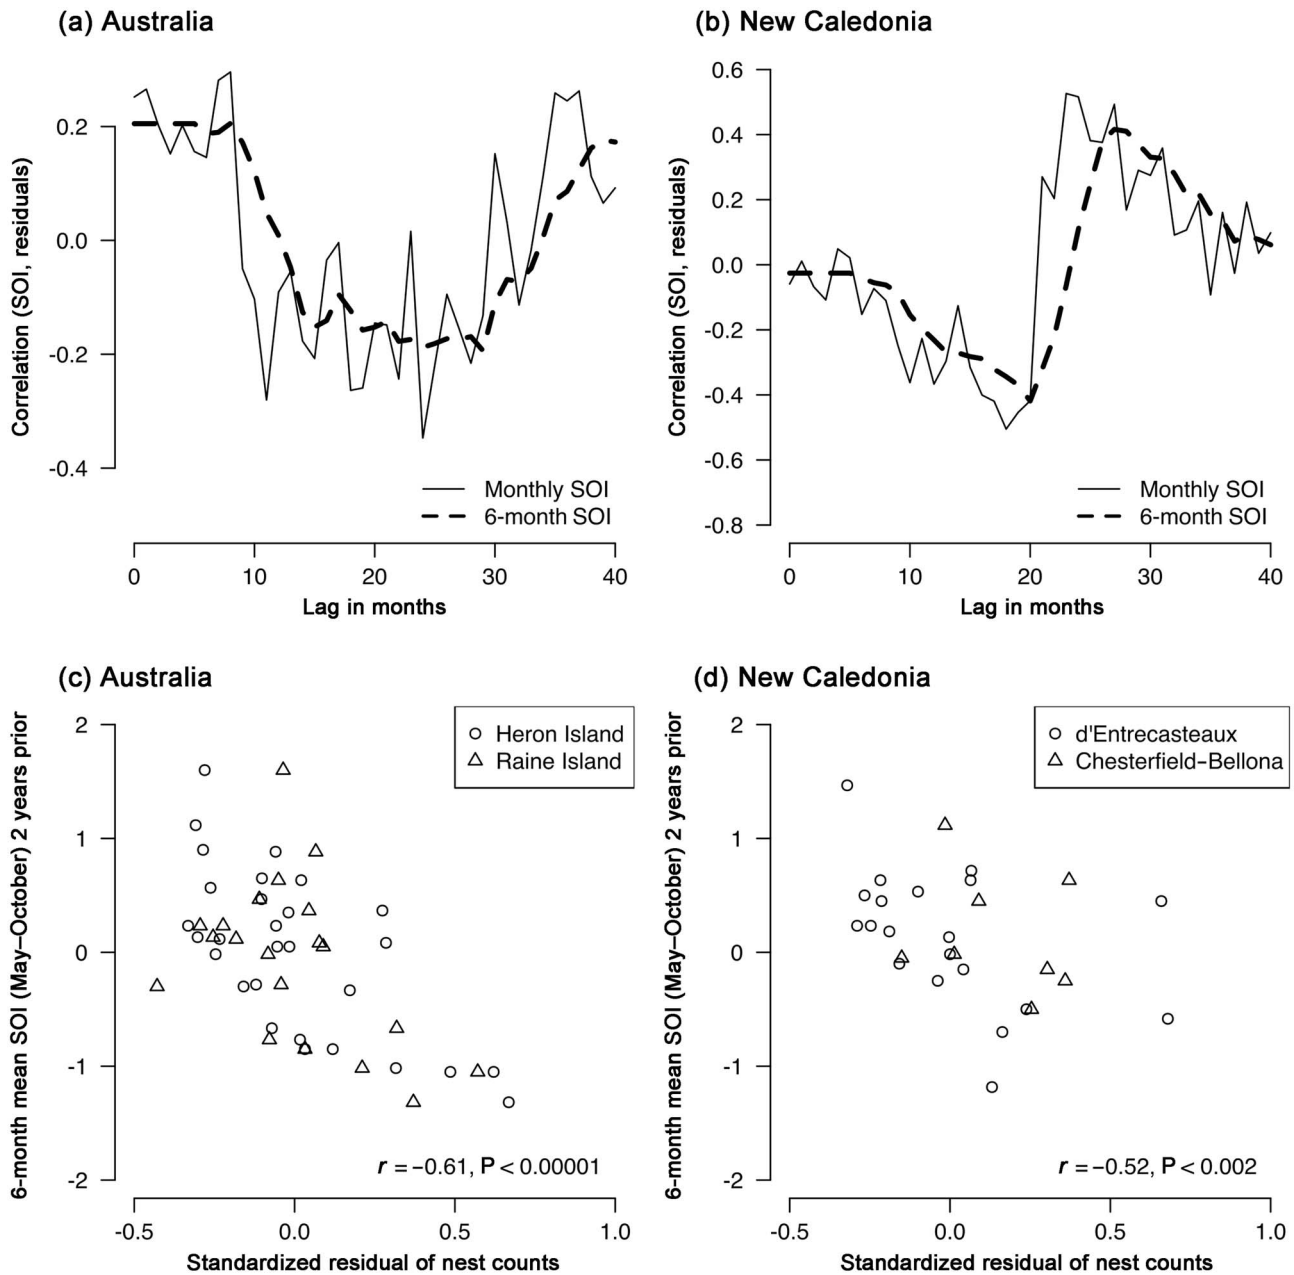 (a) Australia
Correlation (SOI, residuals)
0.2
0.0
-0.2
-0.4
Monthly SOI
6-month SOI
0 10 20 30 40
Lag in months
(b) New Caledonia
Correlation (SOI, residuals)
0.6
0.4
0.2
0.0
-0.2
-0.4
-0.6
-0.8
Monthly SOI
6-month SOI
0 10 20 30 40
Lag in months
(c) Australia
6-month mean SOI (May–October) 2 years prior
2
1
0
-1
-2
Heron Island
Raine Island
r = −0.61, P < 0.00001
-0.5 0.0 0.5 1.0
Standardized residual of nest counts
(d) New Caledonia
6-month mean SOI (May–October) 2 years prior
2
1
0
-1
-2
d'Entrecasteaux
Chesterfield−Bellona
r = −0.52, P < 0.002
-0.5 0.0 0.5 1.0
Standardized residual of nest counts